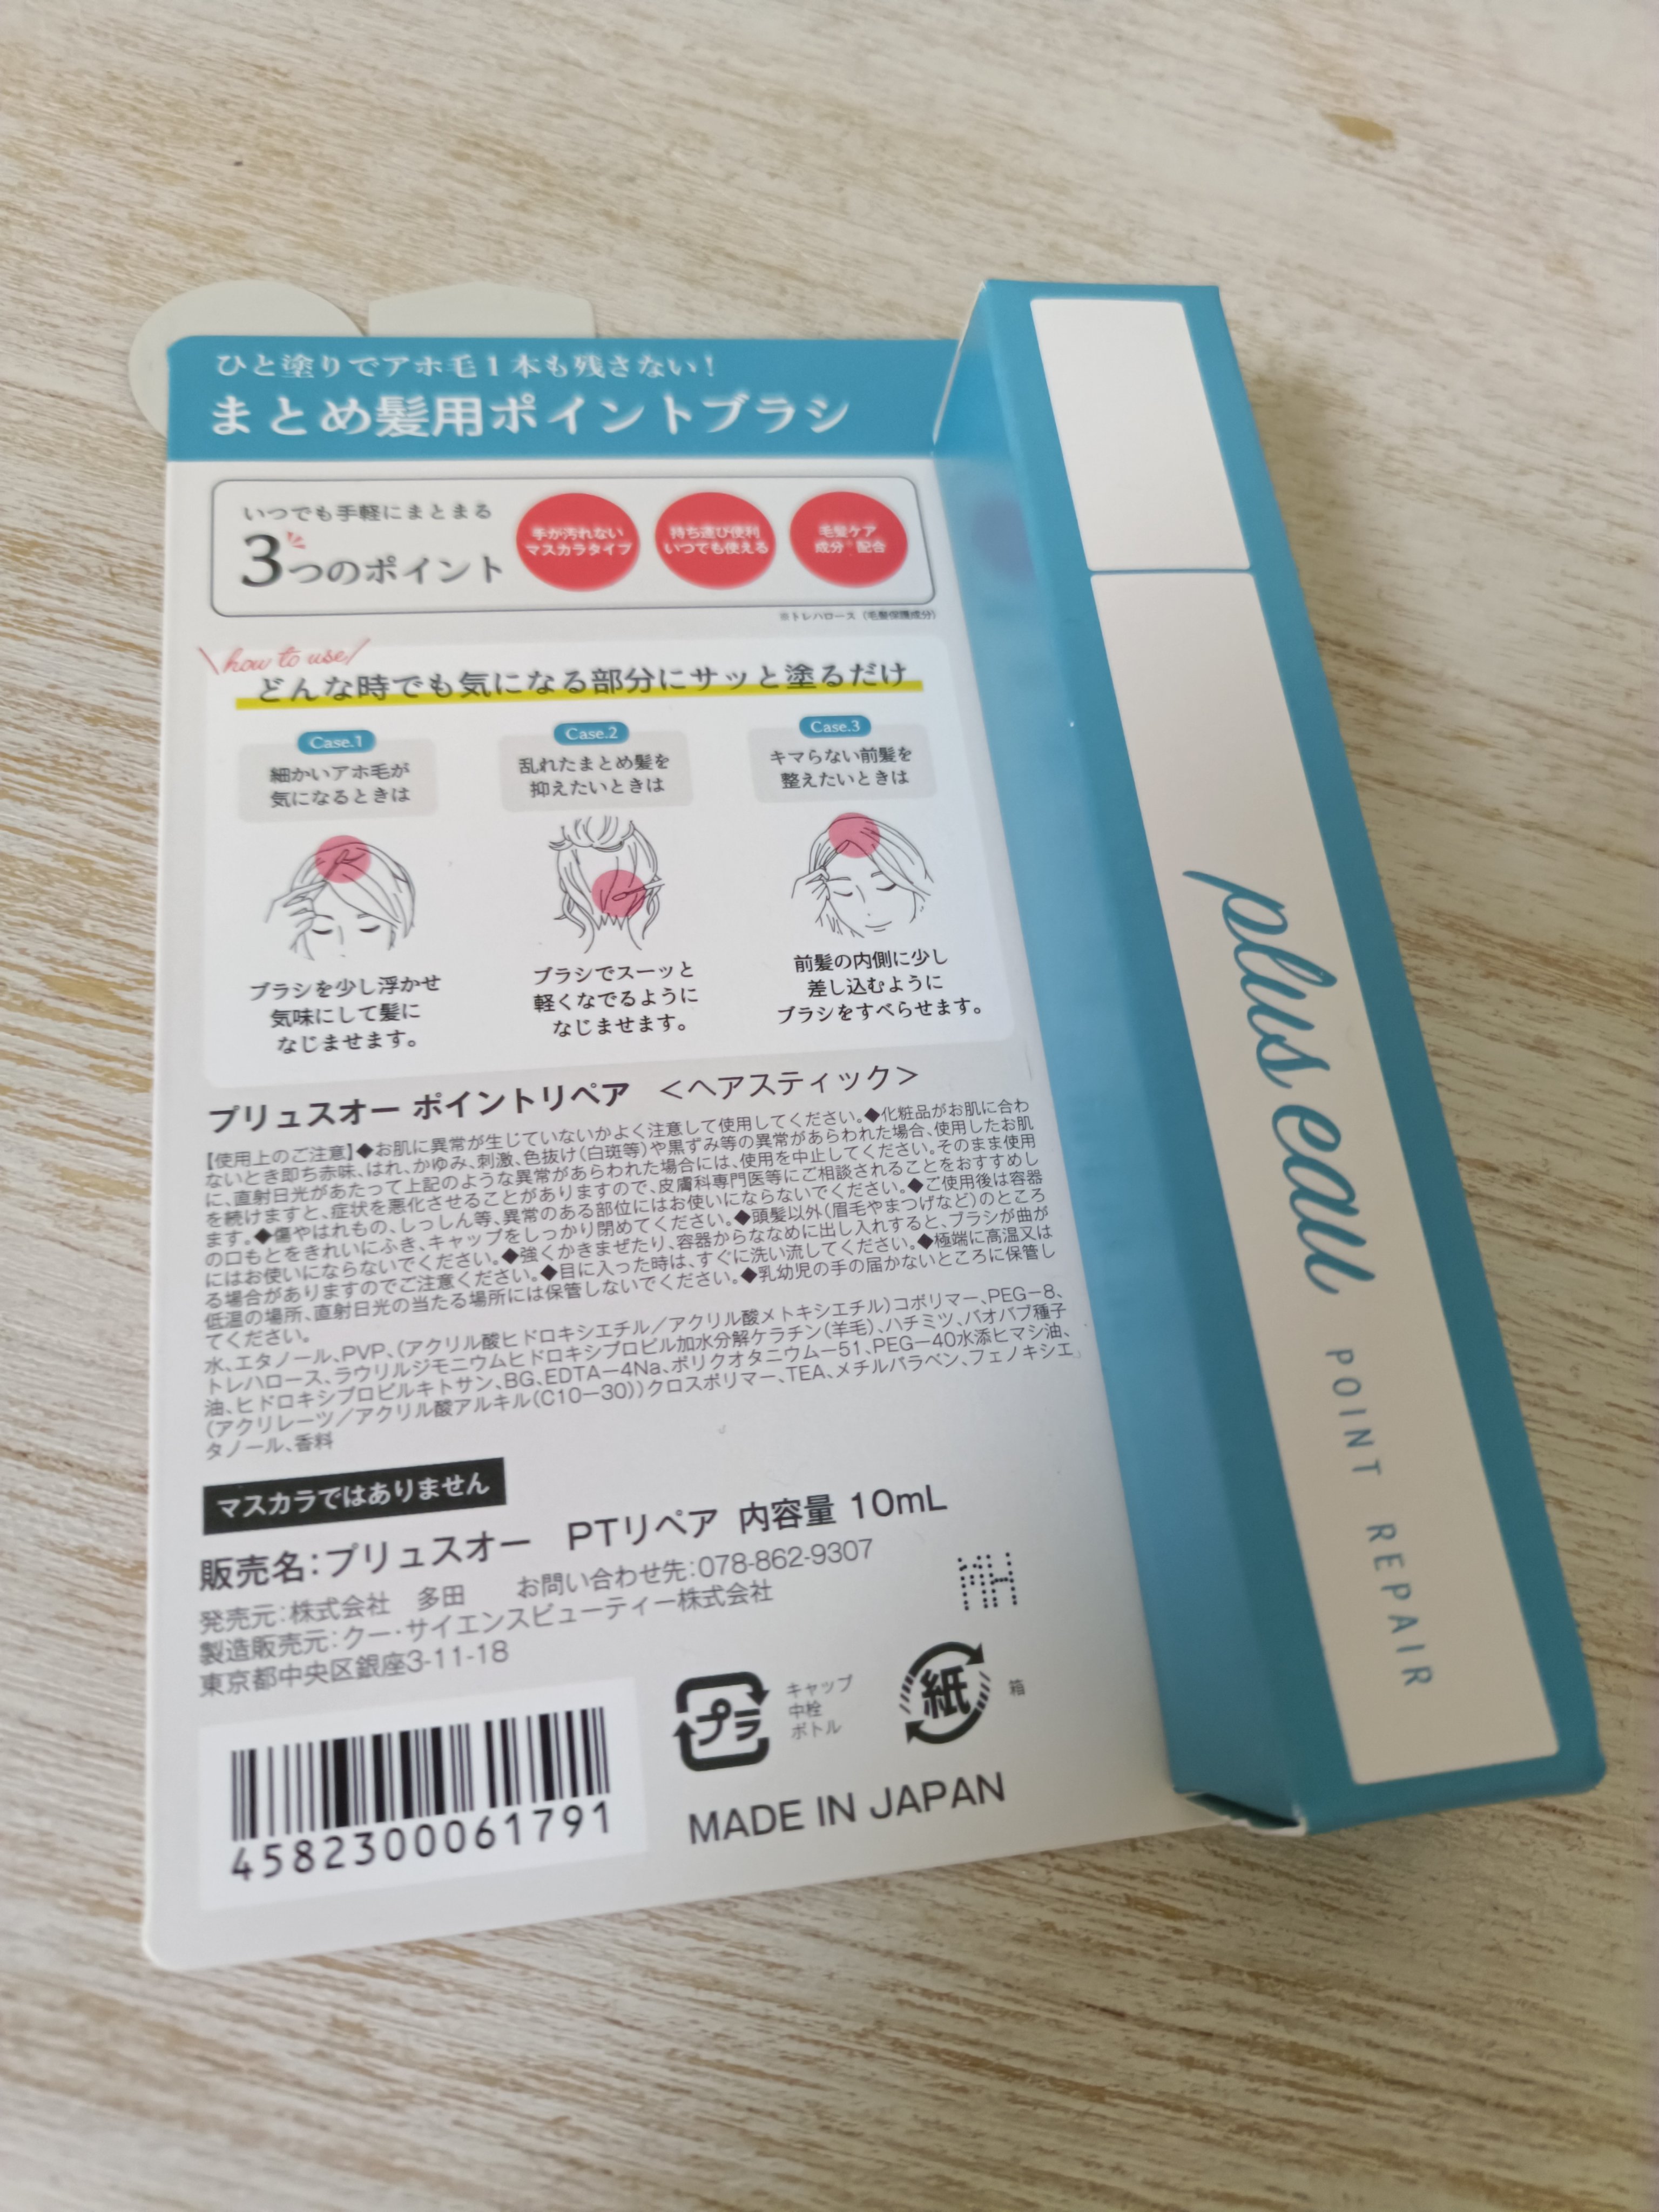 ひと塗りでアホ毛1本も残さない!
まとめ髪用ポイントブラシ
いつでも手軽にまとまる
3つのポイント
手が汚れない
マスカラタイプ
持ち運び便利
いつでも使える
毛髪ケア
成分※配合
※トレハロース(毛髪保護成分)
how to use
どんな時でも気になる部分にサッと塗るだけ
Case.1
細かいアホ毛が
気になるときは
ブラシを少し浮かせ
気味にして髪に
なじませます。
Case.2
乱れたまとめ髪を
抑えたいときは
ブラシでスーッと
軽くなでるように
なじませます。
Case.3
キマらない前髪を
整えたいときは
前髪の内側に少し
差し込むように
ブラシをすべらせます。
プリュスオー ポイントリペア <ヘアスティック>
【使用上のご注意】◆お肌に異常が生じていないかよく注意して使用してください。◆化粧品がお肌に合わ
ないとき即ち赤味、はれ、かゆみ、刺激、色抜け(白斑等)や黒ずみ等の異常があらわれた場合、使用したお肌
に、直射日光があたって上記のような異常があらわれた場合には、使用を中止してください。そのまま使用
を続けますと、症状を悪化させることがありますので、皮膚科専門医等にご相談されることをおすすめし
ます。◆傷やはれもの、しっしん等、異常のある部位にはお使いにならないでください。◆ご使用後は容器
の口もとをきれいにふき、キャップをしっかり閉めてください。◆頭髪以外(眉毛やまつげなど)のところ
にはお使いにならないでください。◆強くかきまぜたり、容器からななめに出し入れすると、ブラシが曲が
る場合がありますのでご注意ください。◆目に入った時は、すぐに洗い流してください。◆極端に高温又は
低温の場所、直射日光の当たる場所には保管しないでください。◆乳幼児の手の届かないところに保管し
てください。
水、エタノール、PVP、(アクリル酸ヒドロキシエチル/アクリル酸メトキシエチル)コポリマー、PEG-8、
トレハロース、ラウリルジモニウムヒドロキシプロピル加水分解ケラチン(羊毛)、ハチミツ、バオバブ種子
油、ヒドロキシプロピルキトサン、BG、EDTA-4Na、ポリクオタニウム-51、PEG-40水添ヒマシ油、
(アクリレーツ/アクリル酸アルキル(C10-30))クロスポリマー、TEA、メチルパラベン、フェノキシエ
タノール、香料
マスカラではありません
販売名:プリュスオー PTリペア 内容量 10mL
発売元:株式会社 多田 お問い合わせ先:078-862-9307
製造販売元:クー・サイエンスビューティー株式会社
東京都中央区銀座3-11-18
MH
プラ
キャップ
中栓
ボトル
紙
箱
4582300061791
MADE IN JAPAN
plus eau
POINT REPAIR